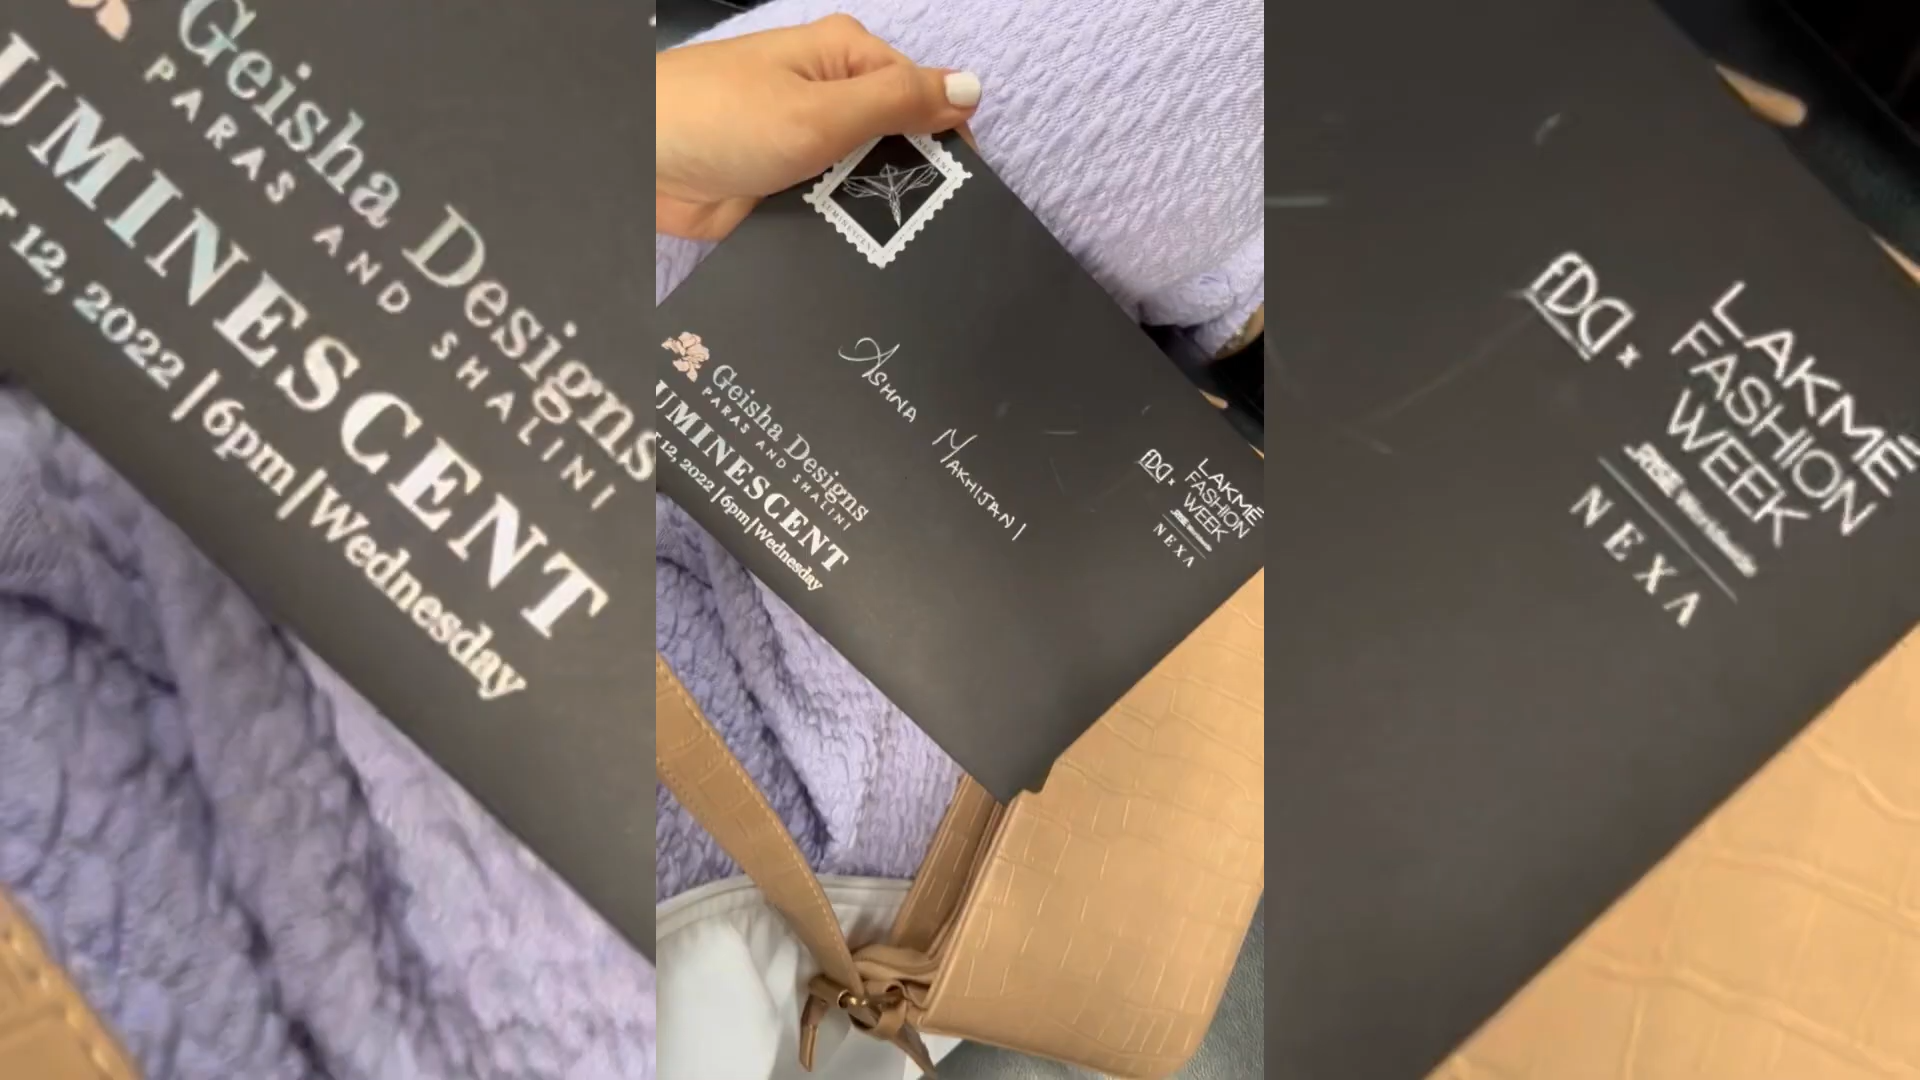 Geisha Designs
PARAS AND SHALINI
UMINESCENT
12, 2022 | 6pm | Wednesday
LUMINESCENT
ASHNA MAKHIJANI
Geisha Designs
PARAS AND SHALINI
UMINESCENT
12, 2022 | 6pm | Wednesday
fDCi x
LAKMĒ
FASHION
WEEK
NEXA
fDCi x
LAKMĒ
FASHION
WEEK
NEXA